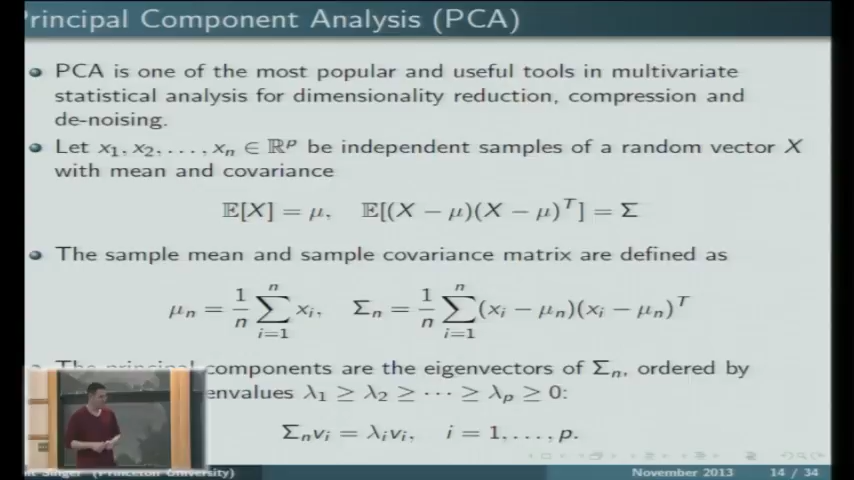 Principal Component Analysis (PCA)
PCA is one of the most popular and useful tools in multivariate
statistical analysis for dimensionality reduction, compression and
de-noising.
Let x₁, x₂, . . . , xₙ ∈ ℝᵖ be independent samples of a random vector X
with mean and covariance
𝔼[X] = μ, 𝔼[(X − μ)(X − μ)ᵀ] = Σ
The sample mean and sample covariance matrix are defined as
μₙ = 1/n ∑ᵢ₌₁ⁿ xᵢ, Σₙ = 1/n ∑ᵢ₌₁ⁿ (xᵢ − μₙ)(xᵢ − μₙ)ᵀ
The principal components are the eigenvectors of Σₙ, ordered by
envalues λ₁ ≥ λ₂ ≥ · · · ≥ λₚ ≥ 0:
Σₙvᵢ = λᵢvᵢ, i = 1, . . . , p.
Singer (Princeton University) November 2013 14 / 34